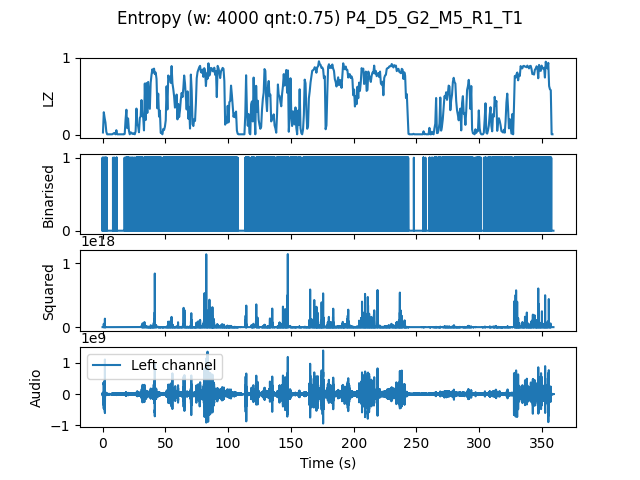 Entropy (w: 4000 qnt:0.75) P4_D5_G2_M5_R1_T1
1
0
LZ
1
0
Binarised
1e18
1
0
Squared
1e9
1
0
−1
Audio
Left channel
0 50 100 150 200 250 300 350
Time (s)